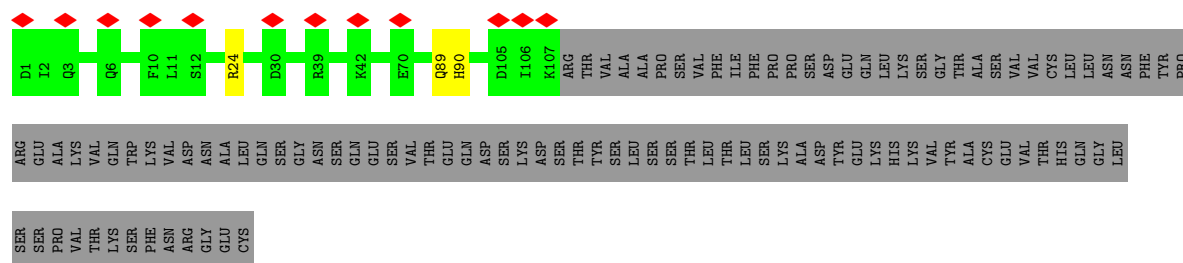 D1 I2 Q3 Q6 F10 L11 S12 R24 D30 R39 K42 E70 Q89 H90 D105 I106 K107 ARG THR VAL ALA ALA PRO SER VAL PHE ILE PHE PRO PRO SER ASP GLU GLN LEU LYS SER GLY THR ALA SER VAL VAL CYS LEU LEU ASN ASN PHE TYR PRO
ARG GLU ALA LYS VAL GLN TRP LYS VAL ASP ASN ALA LEU GLN SER GLY ASN SER GLN GLU SER VAL THR GLU GLN ASP SER LYS ASP SER THR TYR SER LEU SER SER THR LEU THR LEU SER LYS ALA ASP TYR GLU LYS HIS LYS VAL TYR ALA CYS GLU VAL THR HIS GLN GLY LEU
SER SER PRO VAL THR LYS SER PHE ASN ARG GLY GLU CYS